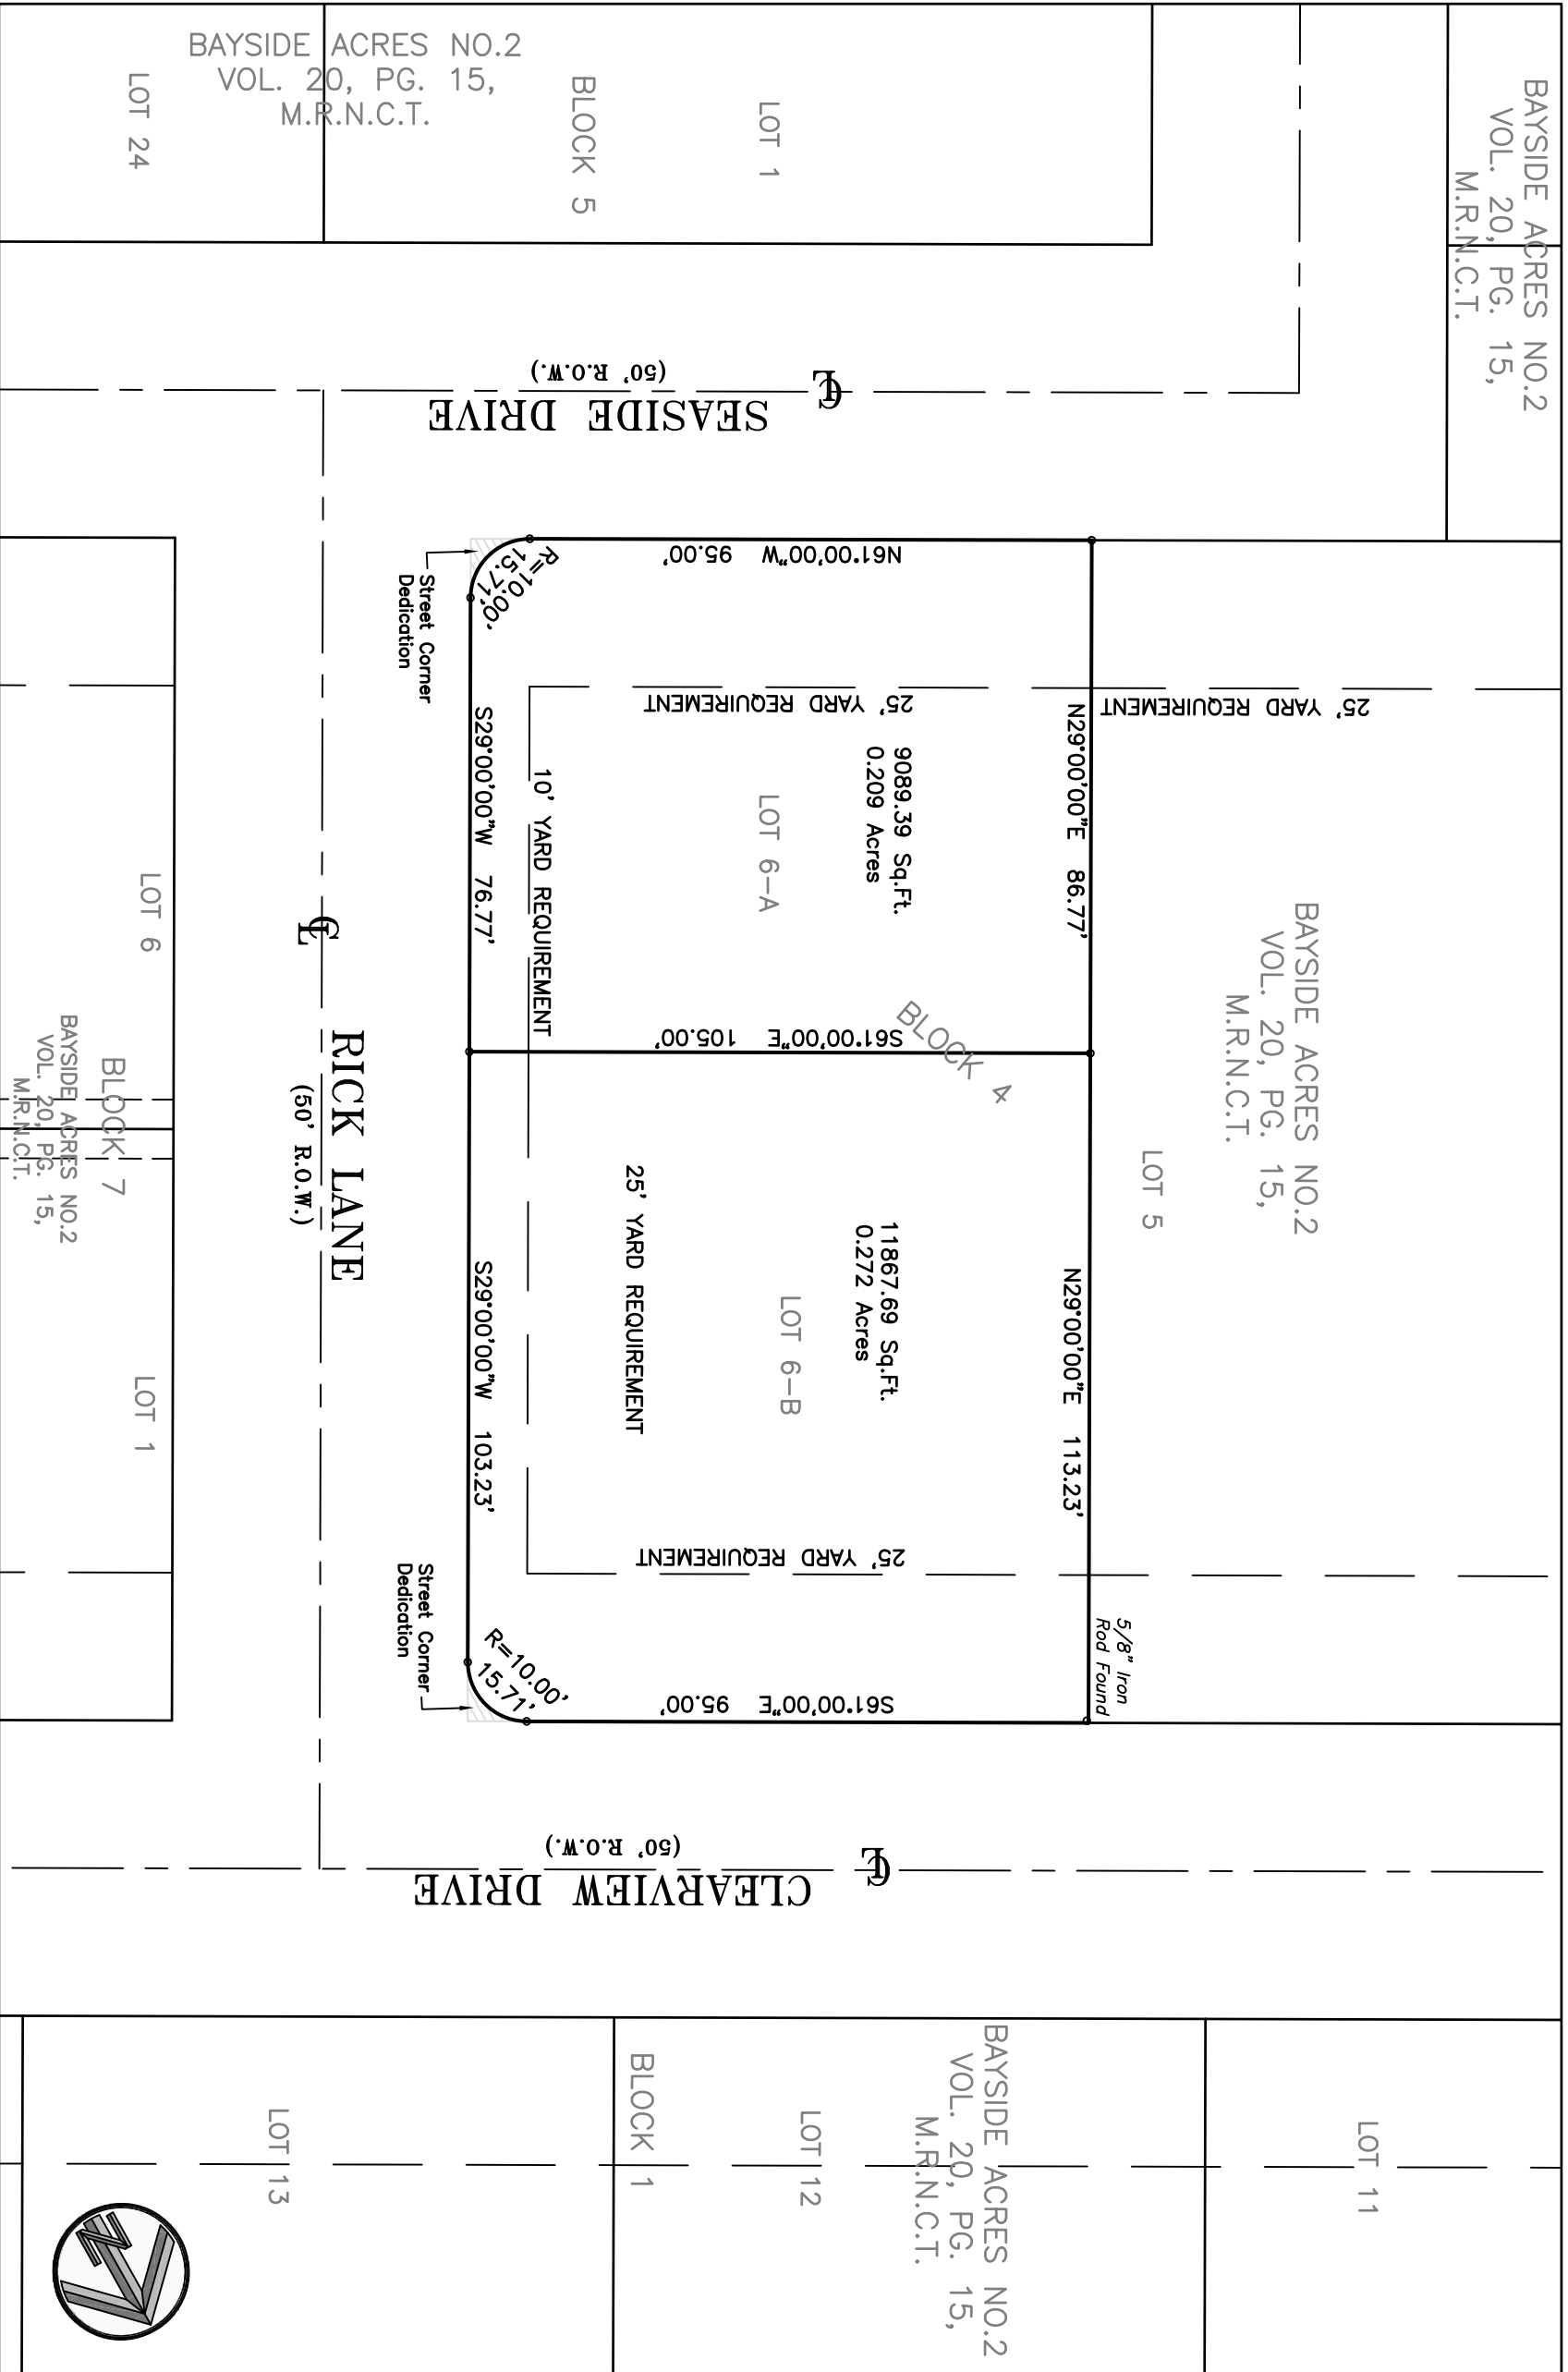 BAYSIDE ACRES NO.2
VOL. 20, PG. 15,
M.R.N.C.T.
LOT 24
BLOCK 5
LOT 1
BAYSIDE ACRES NO.2
VOL. 20, PG. 15,
M.R.N.C.T.
SEASIDE DRIVE
(50' R.O.W.)
℄
N61°00'00"W 95.00'
R=10.00'
15.71'
Street Corner
Dedication
25' YARD REQUIREMENT
25' YARD REQUIREMENT
S29°00'00"W 76.77'
10' YARD REQUIREMENT
LOT 6-A
9089.39 Sq.Ft.
0.209 Acres
N29°00'00"E 86.77'
BAYSIDE ACRES NO.2
VOL. 20, PG. 15,
M.R.N.C.T.
LOT 5
BLOCK 4
S61°00'00"E 105.00'
LOT 6
℄
RICK LANE
(50' R.O.W.)
BLOCK 7
BAYSIDE ACRES NO.2
VOL. 20, PG. 15,
M.R.N.C.T.
LOT 1
S29°00'00"W 103.23'
25' YARD REQUIREMENT
LOT 6-B
11867.69 Sq.Ft.
0.272 Acres
N29°00'00"E 113.23'
25' YARD REQUIREMENT
5/8" Iron
Rod Found
Street Corner
Dedication
R=10.00'
15.71'
S61°00'00"E 95.00'
℄
(50' R.O.W.)
CLEARVIEW DRIVE
BAYSIDE ACRES NO.2
VOL. 20, PG. 15,
M.R.N.C.T.
LOT 11
LOT 12
BLOCK 1
LOT 13
N